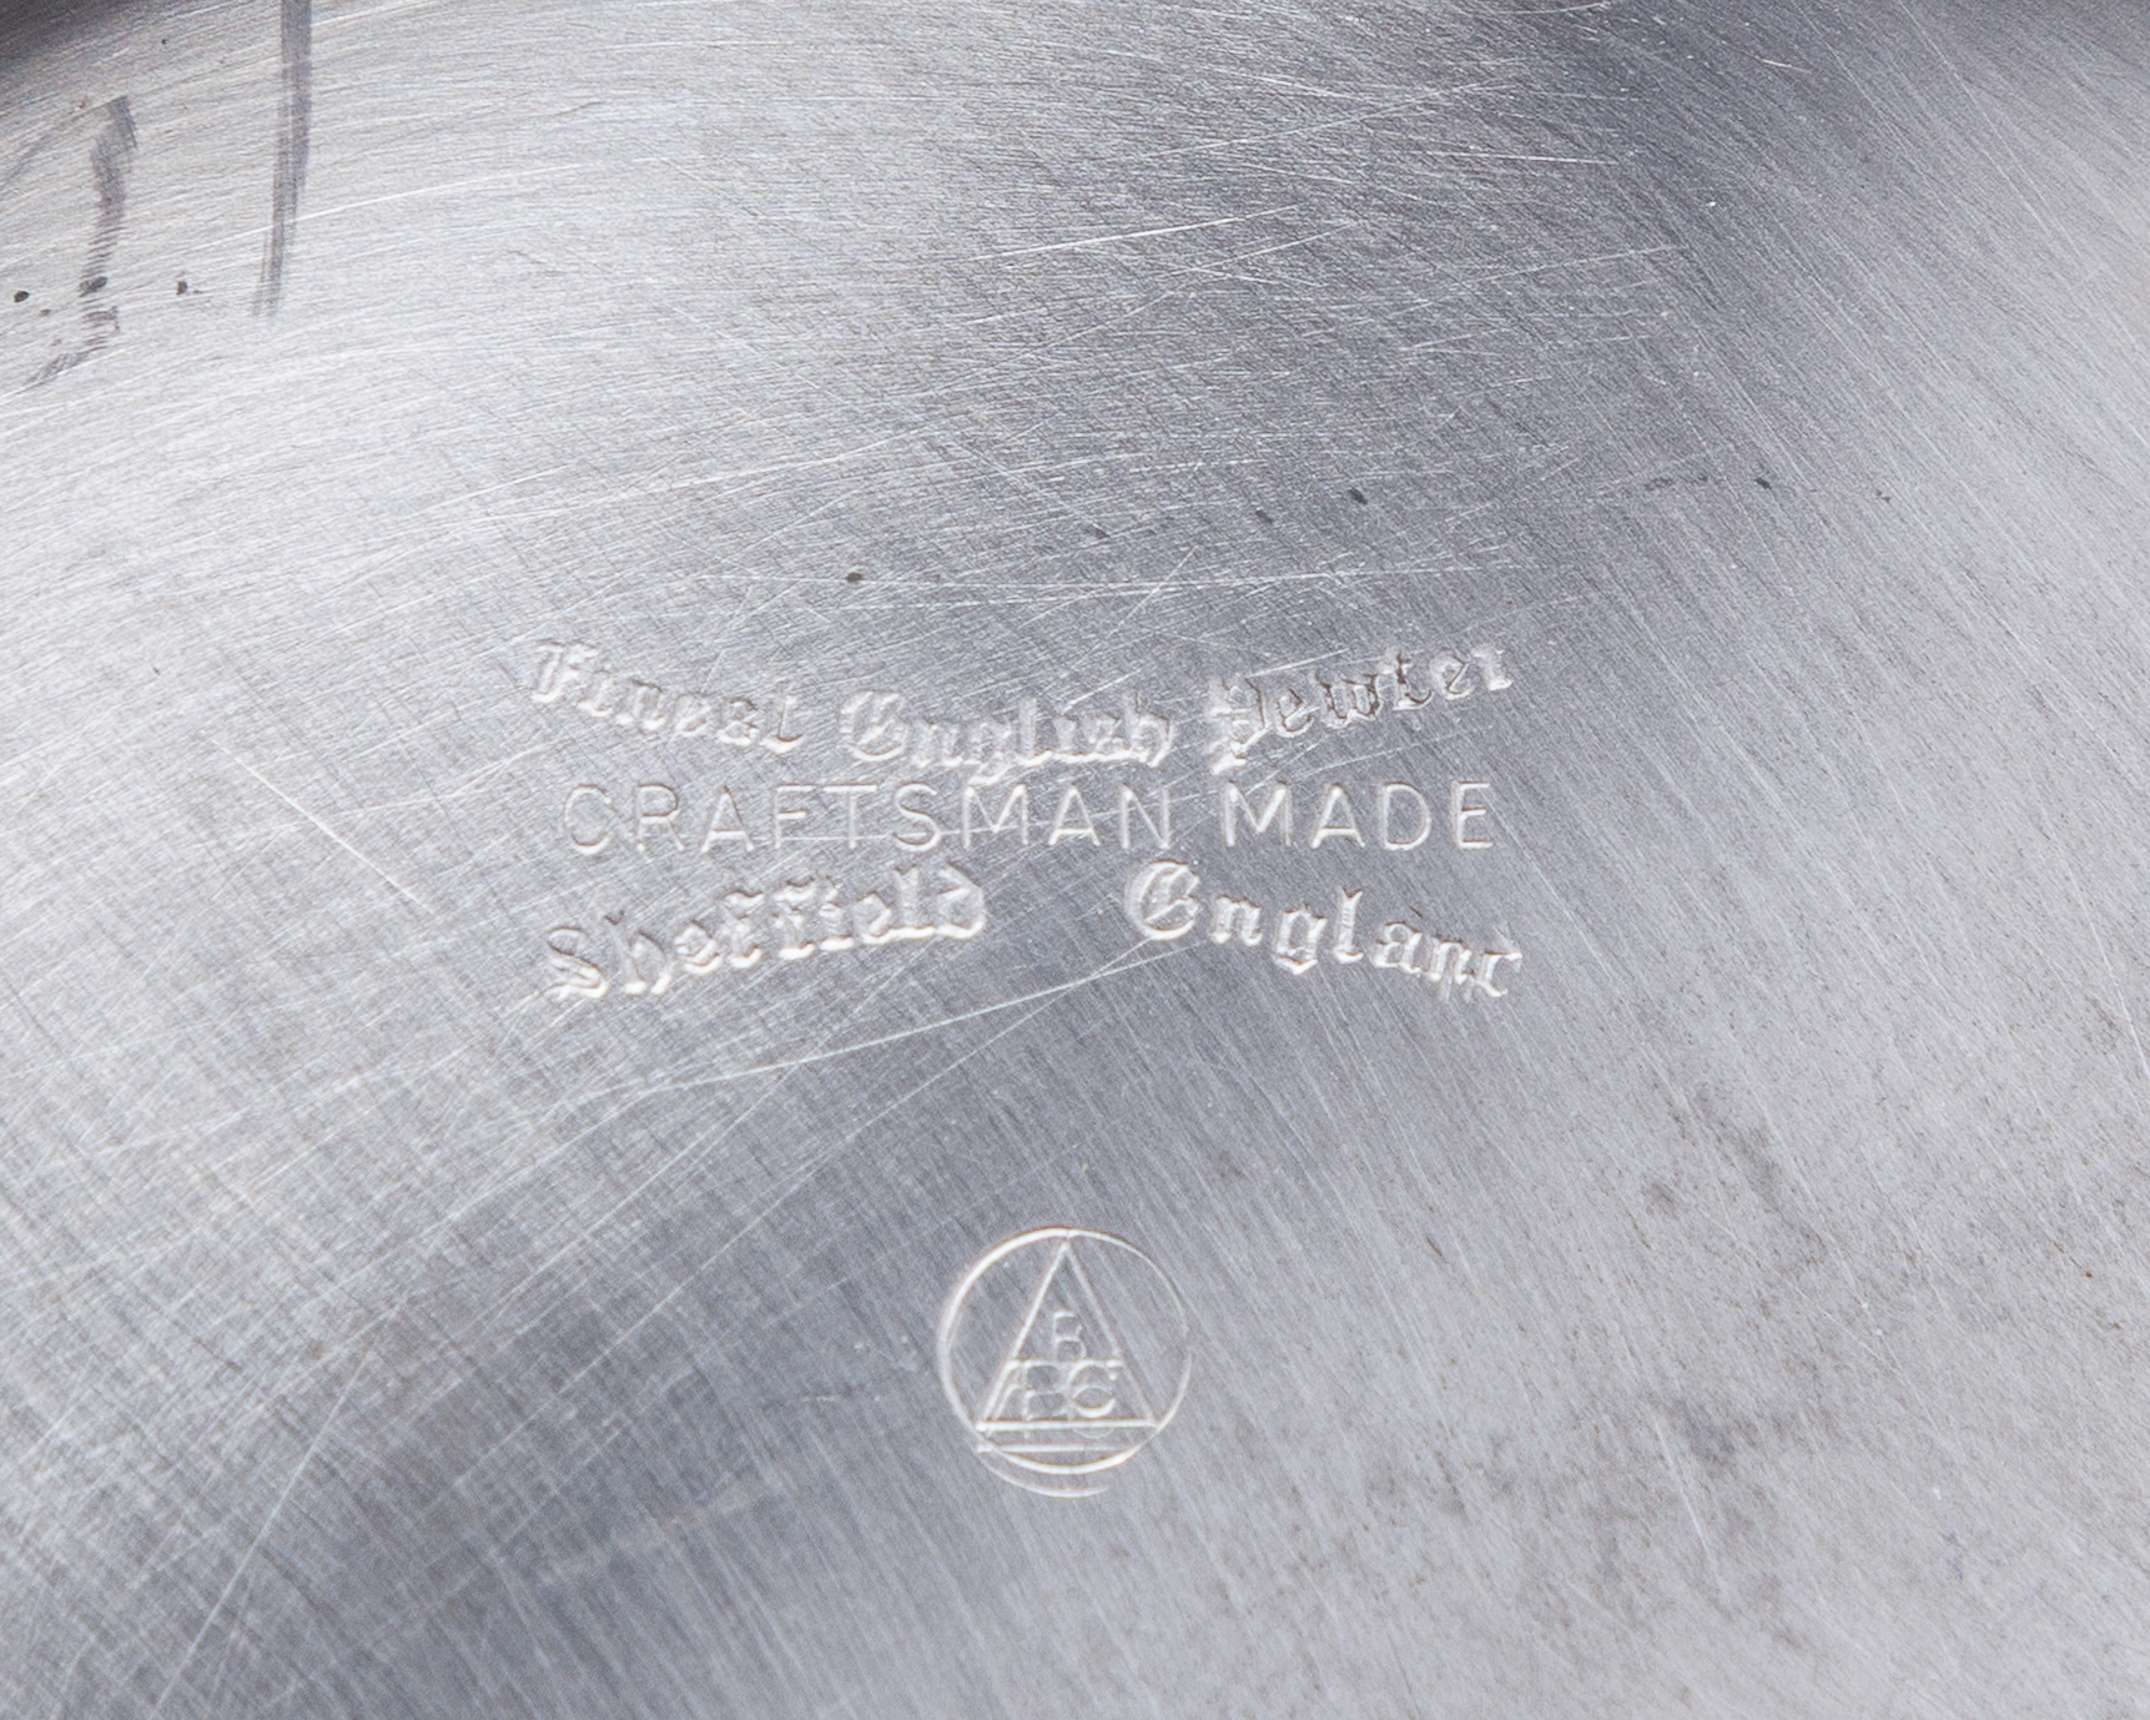 Finest English Pewter
CRAFTSMAN MADE
Sheffield England
B